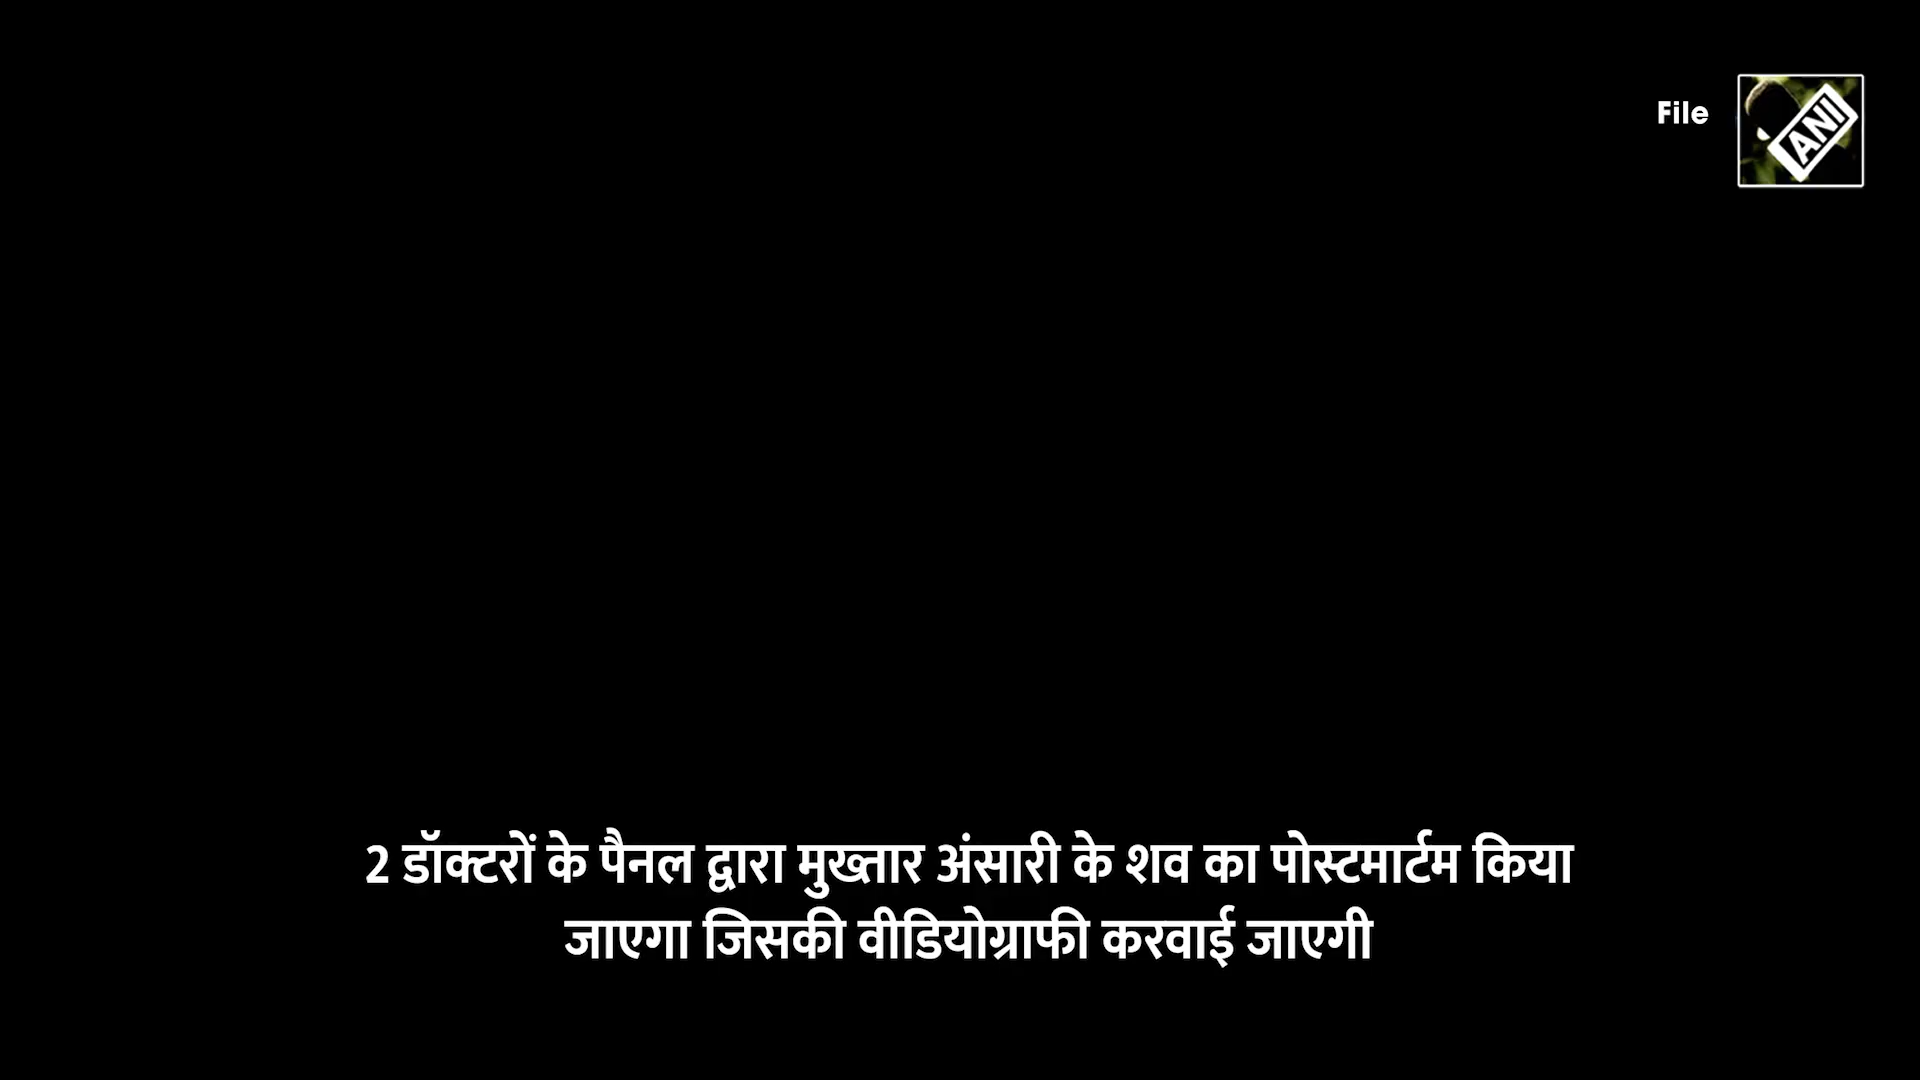 File
ANI
2 डॉक्टरों के पैनल द्वारा मुख्तार अंसारी के शव का पोस्टमार्टम किया
जाएगा जिसकी वीडियोग्राफी करवाई जाएगी